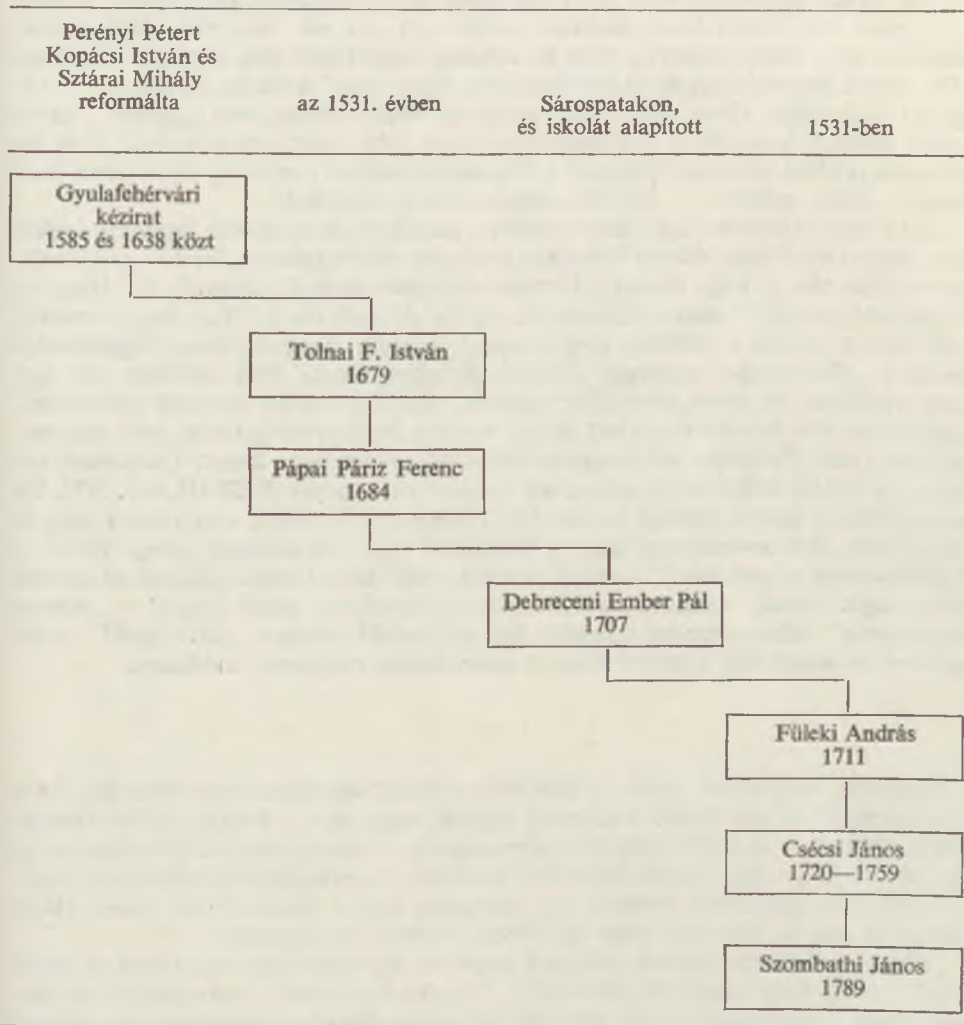 Perényi Pétert
Kopácsi István és
Sztárai Mihály
reformálta
az 1531. évben
Sárospatakon,
és iskolát alapított
1531-ben
Gyulafehérvári
kézirat
1585 és 1638 közt
Tolnai F. István
1679
Pápai Páriz Ferenc
1684
Debreceni Ember Pál
1707
Füleki András
1711
Csécsi János
1720—1759
Szombathi János
1789